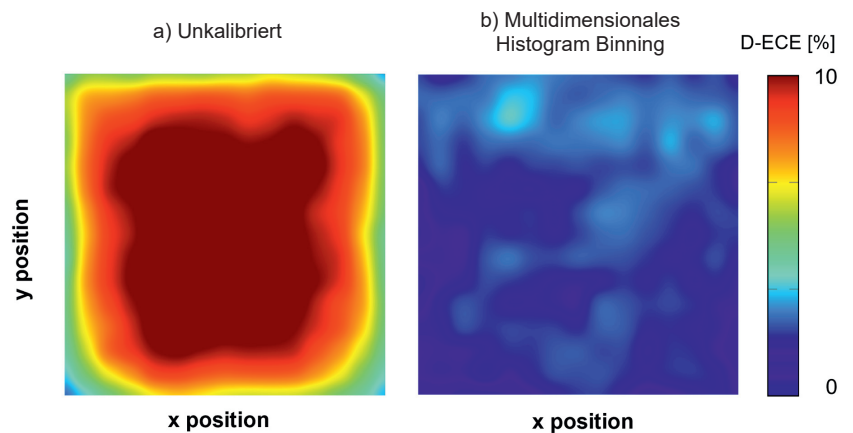 a) Unkalibriert
b) Multidimensionales
Histogram Binning
D-ECE [%]
10
0
y position
x position
x position